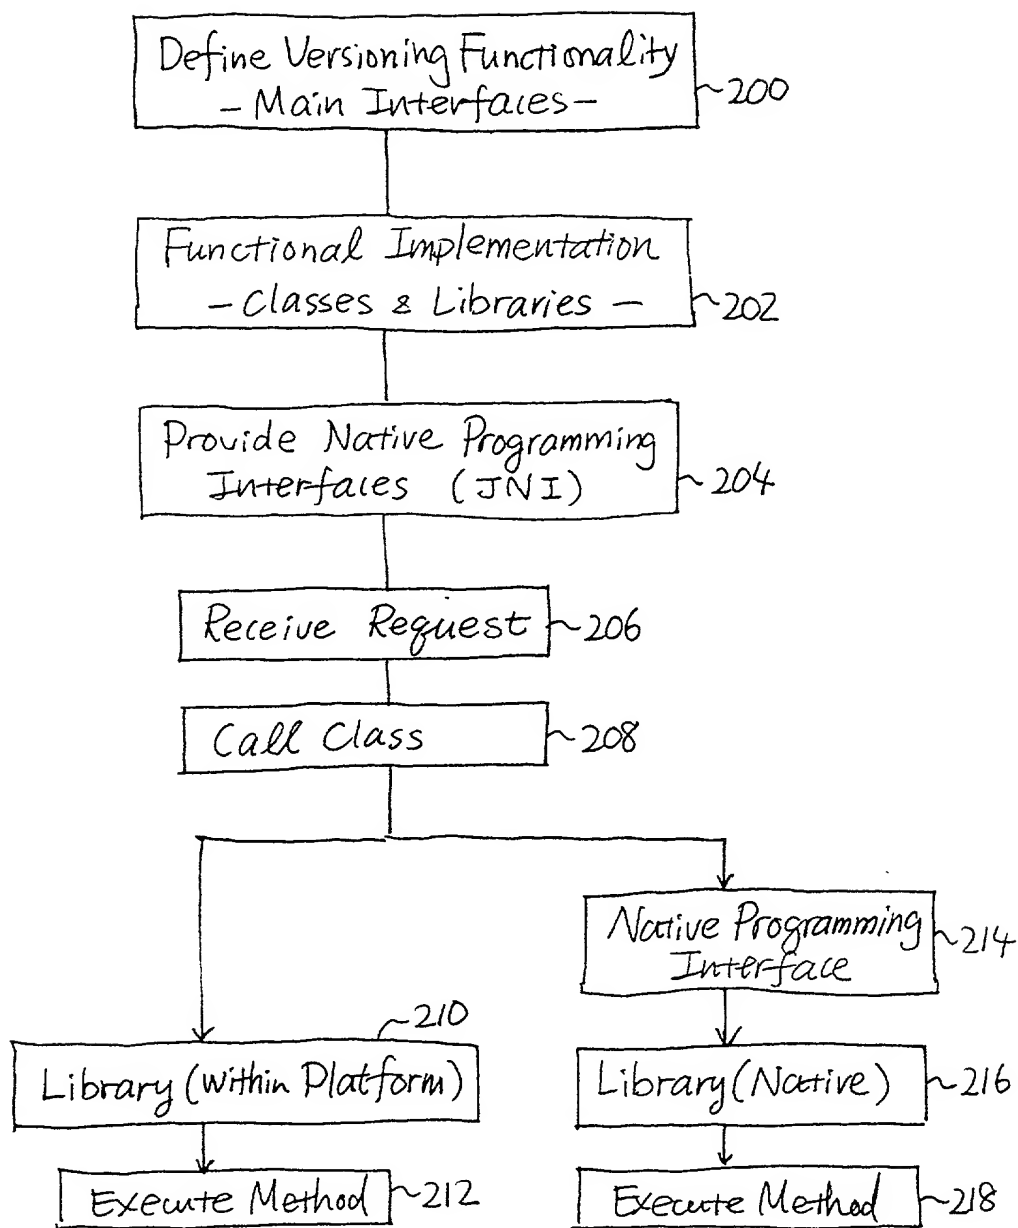 Define Versioning Functionality
- Main Interfaces -
200
Functional Implementation
- Classes & Libraries -
202
Provide Native Programming
Interfaces (JNI)
204
Receive Request
206
Call Class
208
Native Programming
Interface
214
210
Library (within Platform)
Library (Native)
216
Execute Method
212
Execute Method
218